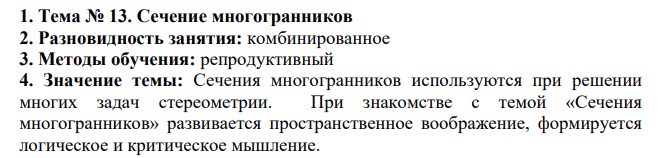 1. Тема № 13. Сечение многогранников
2. Разновидность занятия: комбинированное
3. Методы обучения: репродуктивный
4. Значение темы: Сечения многогранников используются при решении
многих задач стереометрии. При знакомстве с темой «Сечения
многогранников» развивается пространственное воображение, формируется
логическое и критическое мышление.